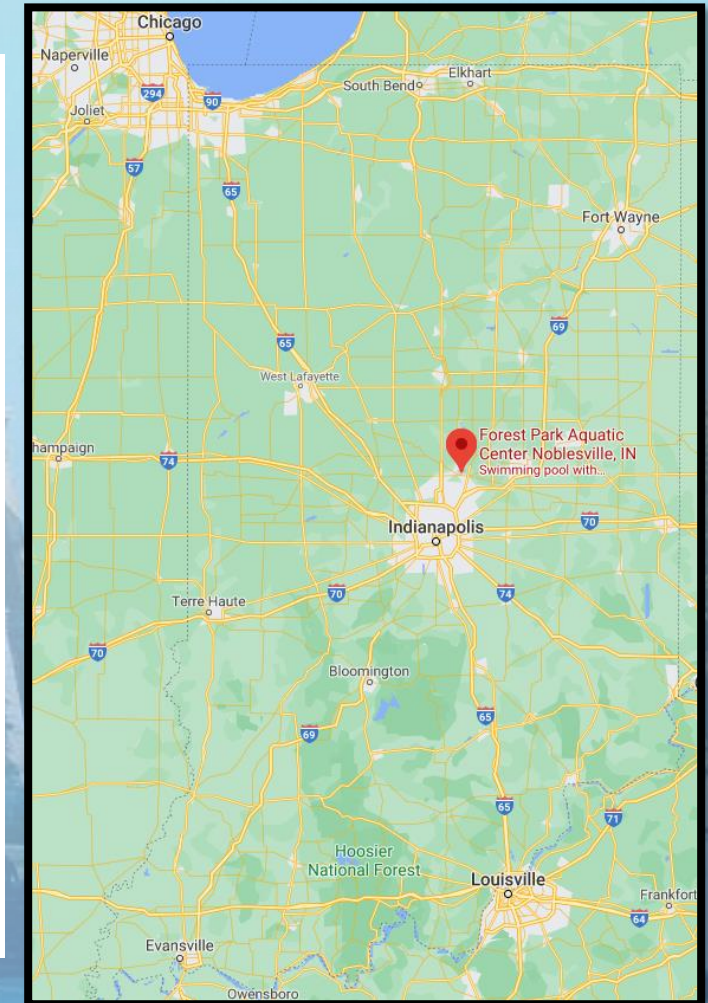 Chicago
Naperville
294
90
South Bend
Elkhart
Joliet
57
65
Fort Wayne
69
65
West Lafayette
hampaign
74
Forest Park Aquatic
Center Noblesville, IN
Swimming pool with...
Indianapolis
70
Terre Haute
70
74
70
Bloomington
69
65
65
71
Hoosier
National Forest
Louisville
Frankfort
64
Evansville
Owensboro